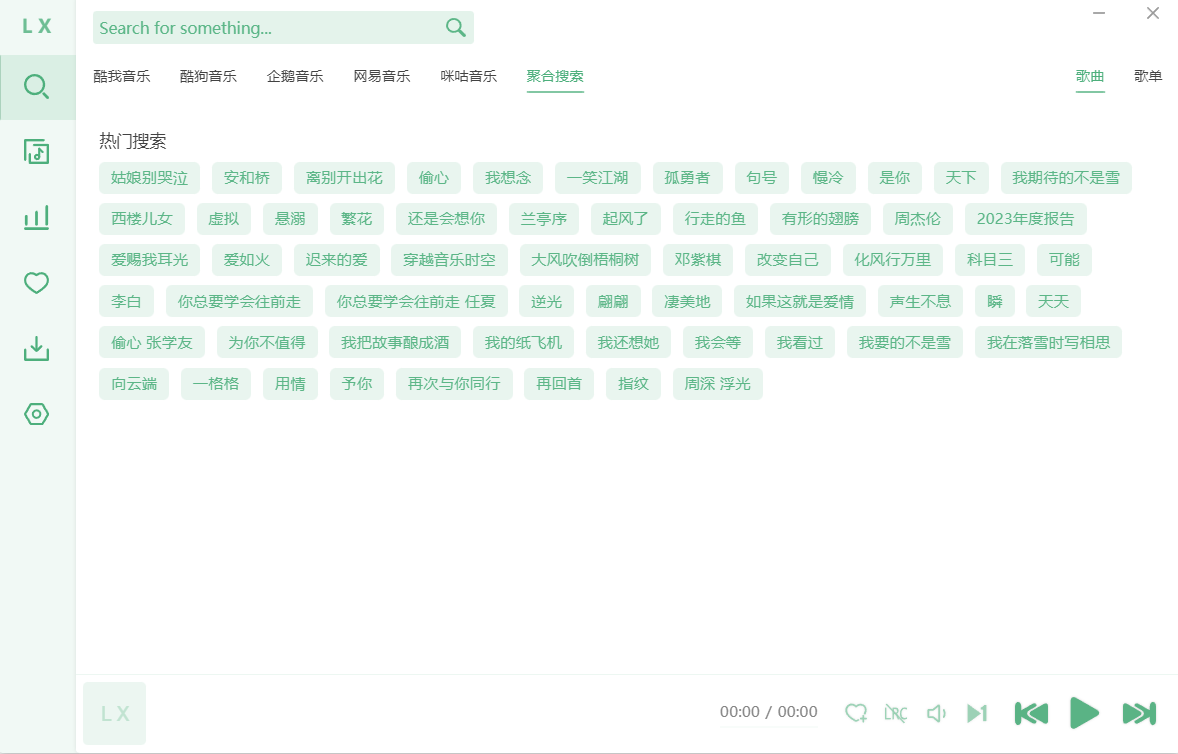 L X
Search for something...
酷我音乐 酷狗音乐 企鹅音乐 网易音乐 咪咕音乐 聚合搜索 歌曲 歌单
热门搜索
姑娘别哭泣 安和桥 离别开出花 偷心 我想念 一笑江湖 孤勇者 句号 慢冷 是你 天下 我期待的不是雪
西楼儿女 虚拟 悬溺 繁花 还是会想你 兰亭序 起风了 行走的鱼 有形的翅膀 周杰伦 2023年度报告
爱赐我耳光 爱如火 迟来的爱 穿越音乐时空 大风吹倒梧桐树 邓紫棋 改变自己 化风行万里 科目三 可能
李白 你总要学会往前走 你总要学会往前走 任夏 逆光 翩翩 凄美地 如果这就是爱情 声生不息 瞬 天天
偷心 张学友 为你不值得 我把故事酿成酒 我的纸飞机 我还想她 我会等 我看过 我要的不是雪 我在落雪时写相思
向云端 一格格 用情 予你 再次与你同行 再回首 指纹 周深 浮光
L X
00:00 / 00:00
LRC
1